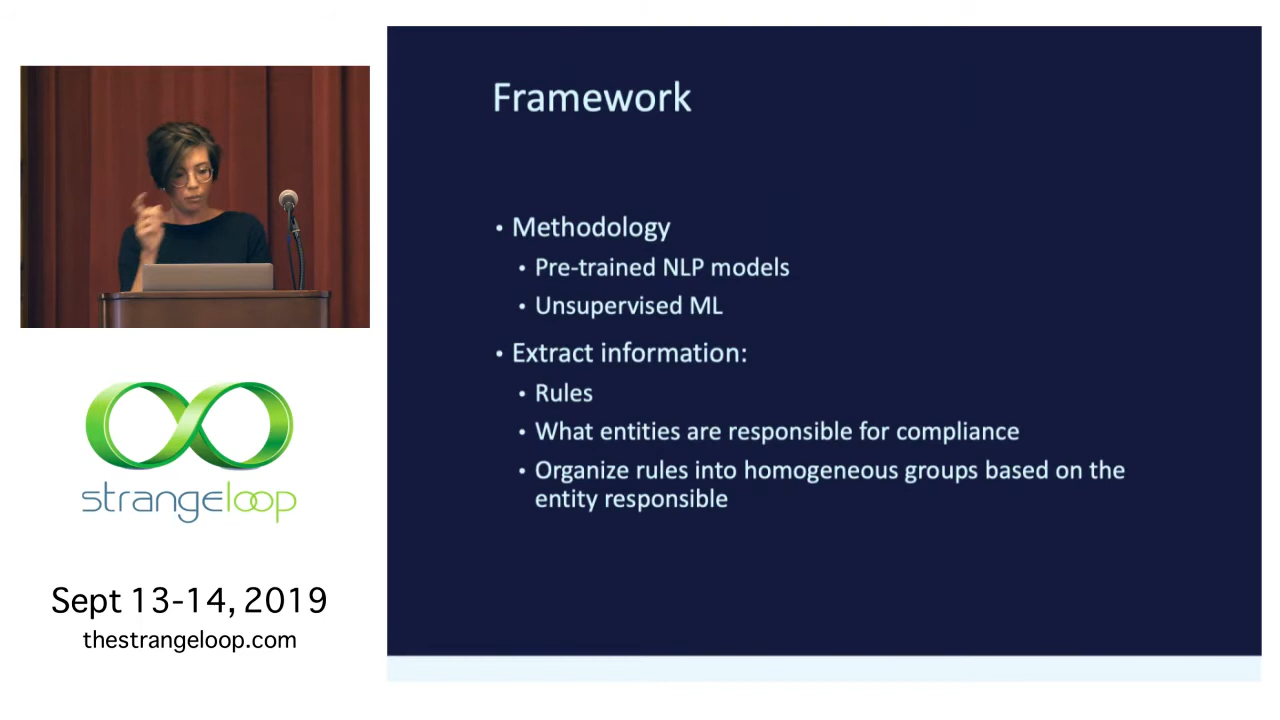 strangeloop
Sept 13-14, 2019
thestrangeloop.com
Framework
• Methodology
• Pre-trained NLP models
• Unsupervised ML
• Extract information:
• Rules
• What entities are responsible for compliance
• Organize rules into homogeneous groups based on the
entity responsible